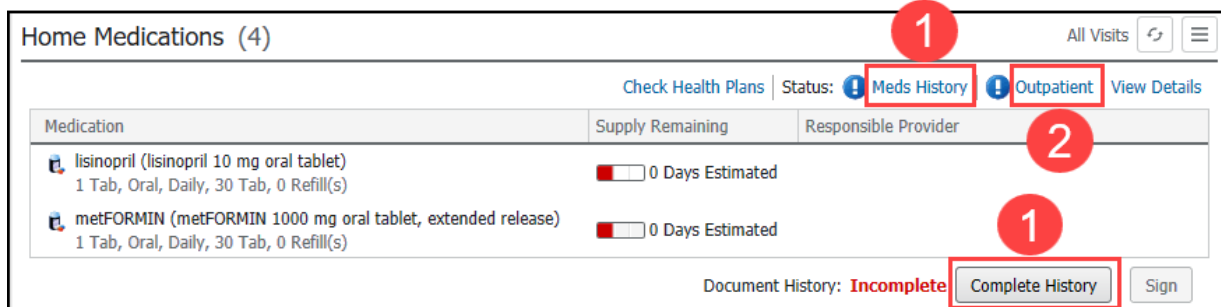 1
Home Medications (4) All Visits
Check Health Plans Status: Meds History Outpatient View Details
Medication Supply Remaining Responsible Provider
2
lisinopril (lisinopril 10 mg oral tablet)
0 Days Estimated
1 Tab, Oral, Daily, 30 Tab, 0 Refill(s)
metFORMIN (metFORMIN 1000 mg oral tablet, extended release)
0 Days Estimated
1 Tab, Oral, Daily, 30 Tab, 0 Refill(s)
1
Document History: Incomplete Complete History Sign